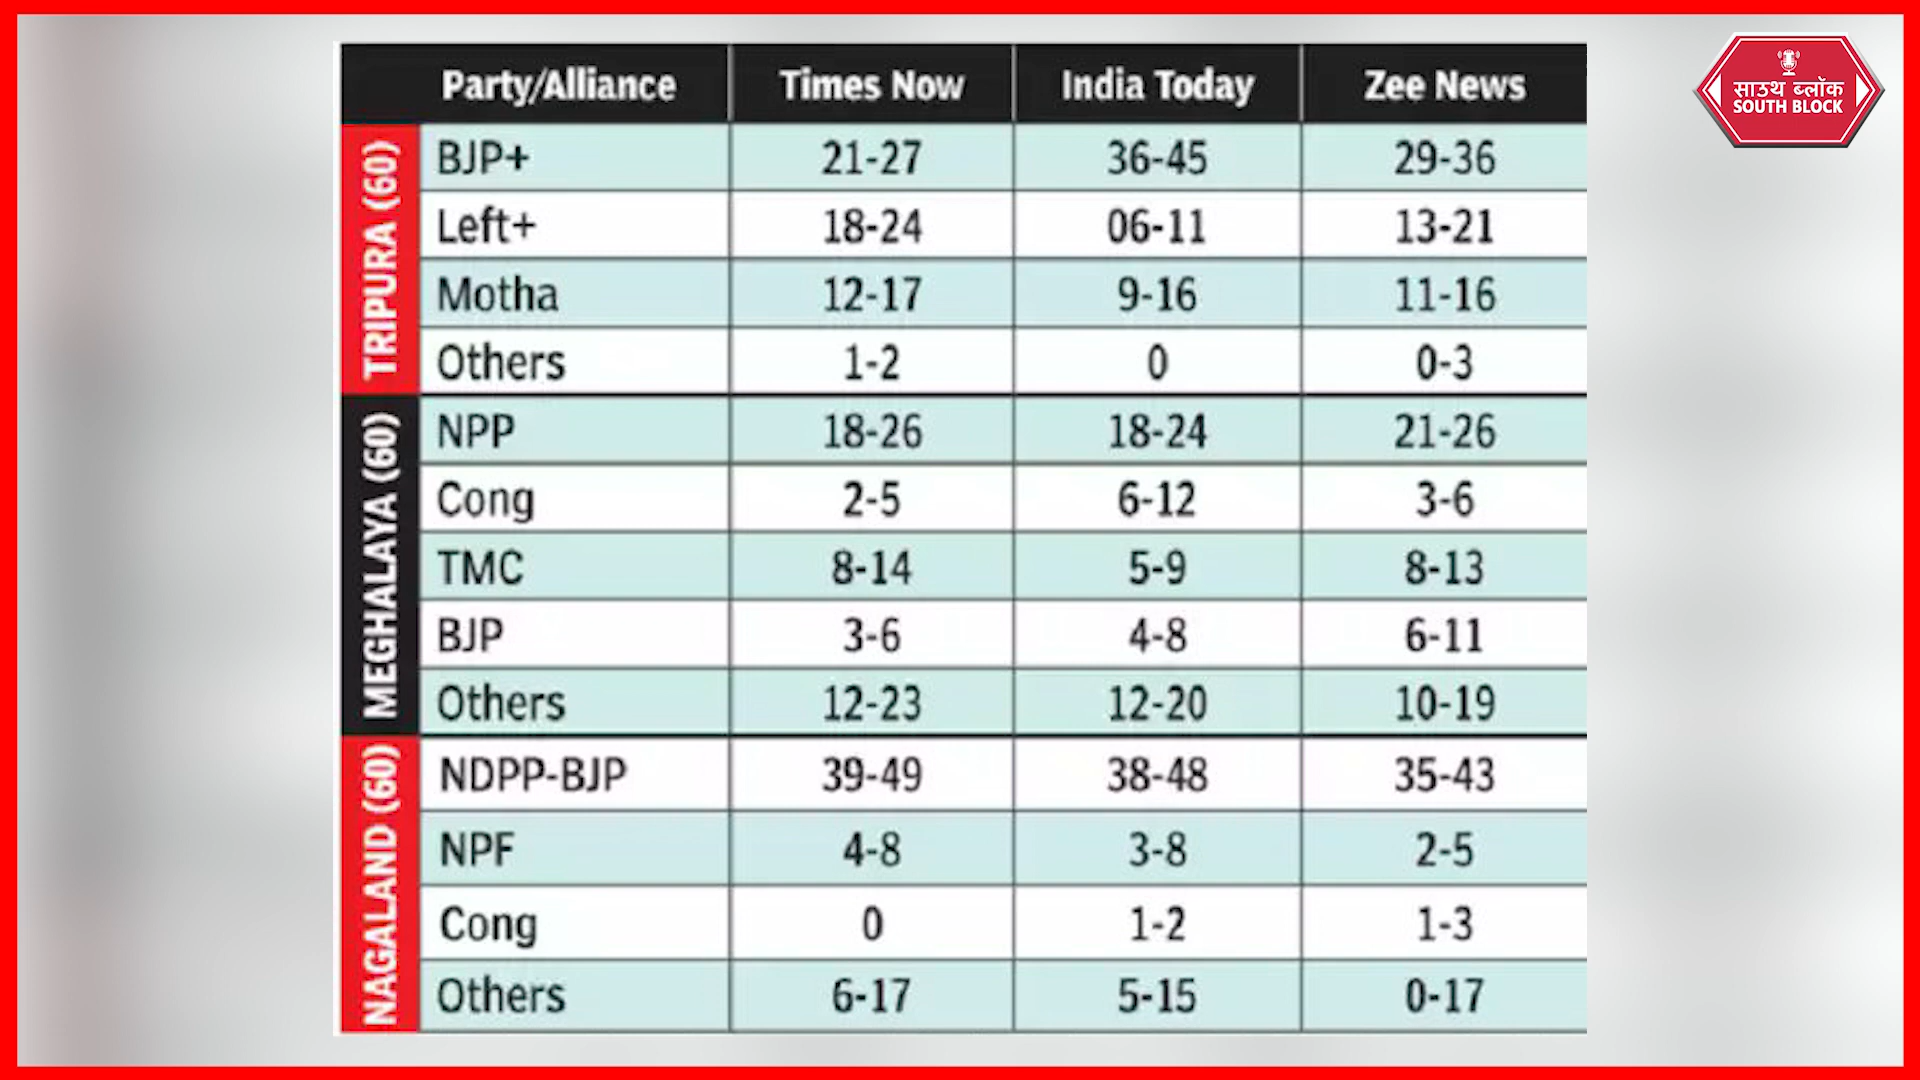 Party/Alliance Times Now India Today Zee News
साउथ ब्लॉक
SOUTH BLOCK
TRIPURA (60)
BJP+ 21-27 36-45 29-36
Left+ 18-24 06-11 13-21
Motha 12-17 9-16 11-16
Others 1-2 0 0-3
MEGHALAYA (60)
NPP 18-26 18-24 21-26
Cong 2-5 6-12 3-6
TMC 8-14 5-9 8-13
BJP 3-6 4-8 6-11
Others 12-23 12-20 10-19
NAGALAND (60)
NDPP-BJP 39-49 38-48 35-43
NPF 4-8 3-8 2-5
Cong 0 1-2 1-3
Others 6-17 5-15 0-17